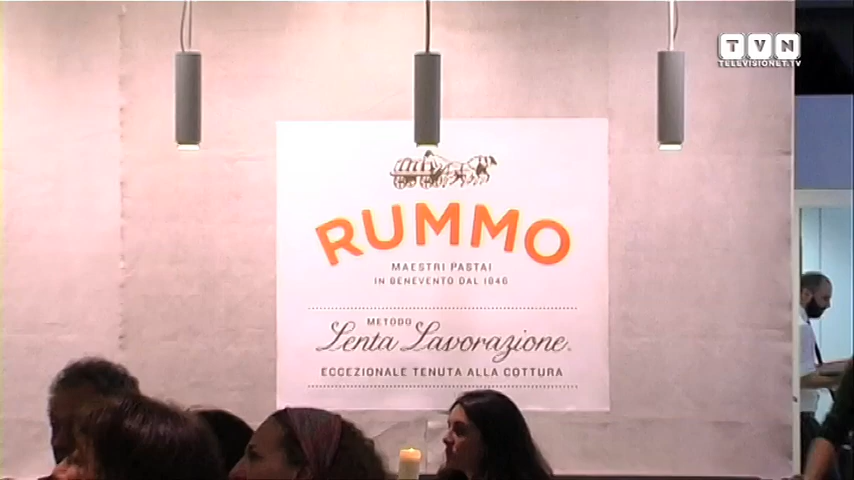 TVN
TELEVISIONET.TV
RUMMO
MAESTRI PASTAI
IN BENEVENTO DAL 1846
METODO
Lenta Lavorazione®
ECCEZIONALE TENUTA ALLA COTTURA